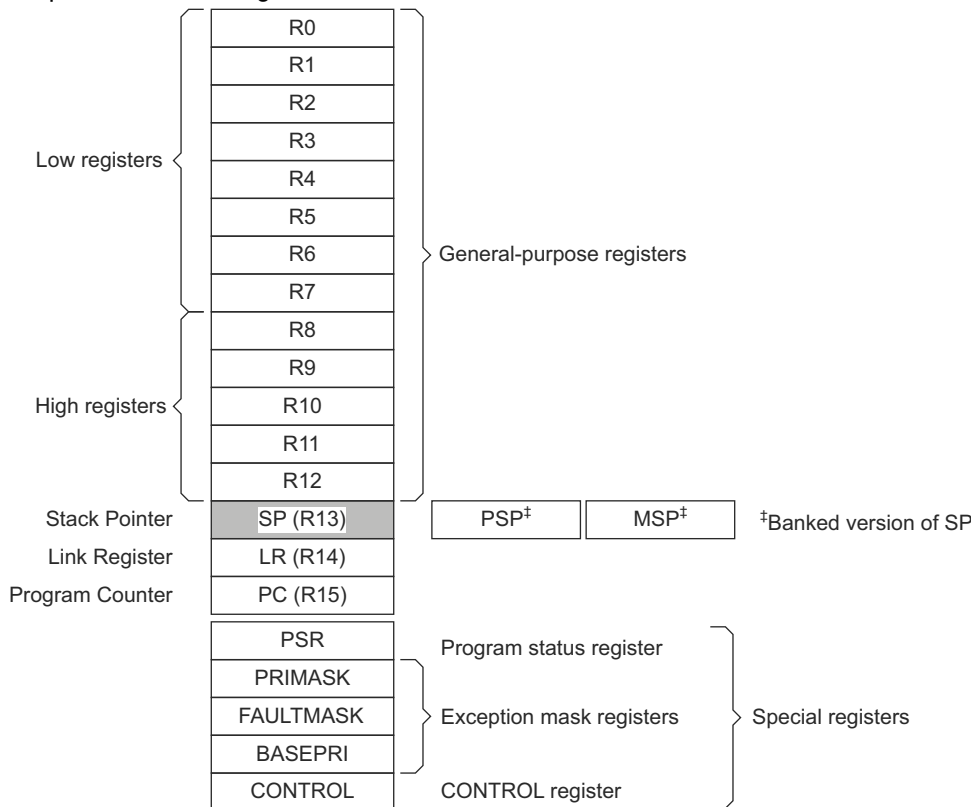 R0
R1
R2
R3
Low registers
R4
R5
R6
General-purpose registers
R7
R8
R9
High registers
R10
R11
R12
Stack Pointer SP (R13) PSP‡ MSP‡ ‡Banked version of SP
Link Register LR (R14)
Program Counter PC (R15)
PSR Program status register
PRIMASK
FAULTMASK Exception mask registers Special registers
BASEPRI
CONTROL CONTROL register